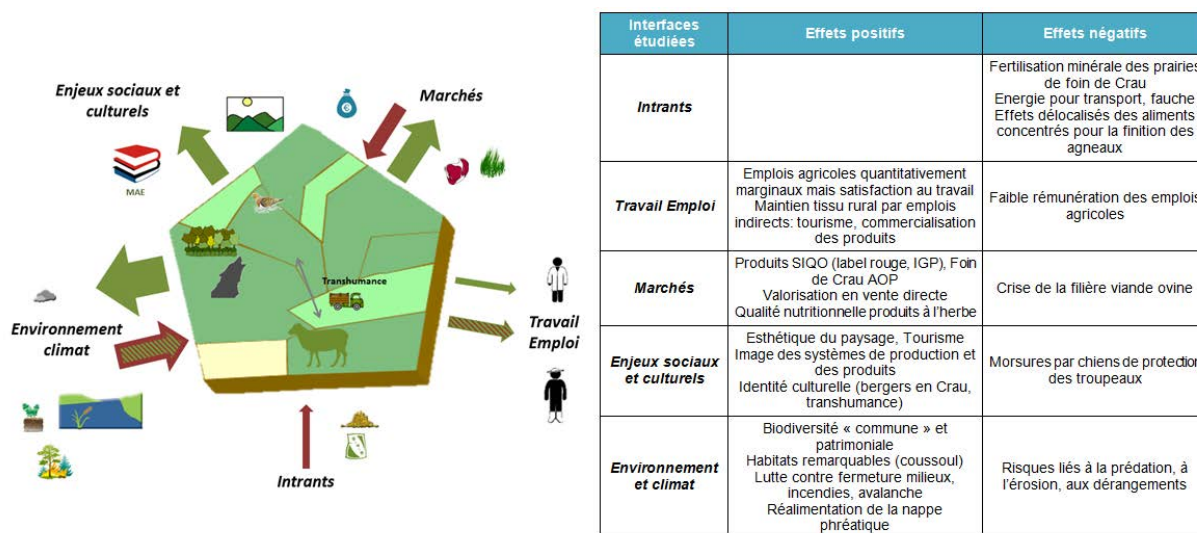 Enjeux sociaux et
culturels
Marchés
€
MAE
Transhumance
Environnement
climat
Travail
Emploi
Intrants
Interfaces
étudiées
Effets positifs
Effets négatifs
Intrants
Fertilisation minérale des prairies
de foin de Crau
Energie pour transport, fauche
Effets délocalisés des aliments
concentrés pour la finition des
agneaux
Travail Emploi
Emplois agricoles quantitativement
marginaux mais satisfaction au travail
Maintien tissu rural par emplois
indirects: tourisme, commercialisation
des produits
Faible rémunération des emplois
agricoles
Marchés
Produits SIQO (label rouge, IGP), Foin
de Crau AOP
Valorisation en vente directe
Qualité nutritionnelle produits à l'herbe
Crise de la filière viande ovine
Enjeux sociaux
et culturels
Esthétique du paysage, Tourisme
Image des systèmes de production et
des produits
Identité culturelle (bergers en Crau,
transhumance)
Morsures par chiens de protection
des troupeaux
Environnement
et climat
Biodiversité « commune » et
patrimoniale
Habitats remarquables (coussoul)
Lutte contre fermeture milieux,
incendies, avalanche
Réalimentation de la nappe
phréatique
Risques liés à la prédation, à
l'érosion, aux dérangements